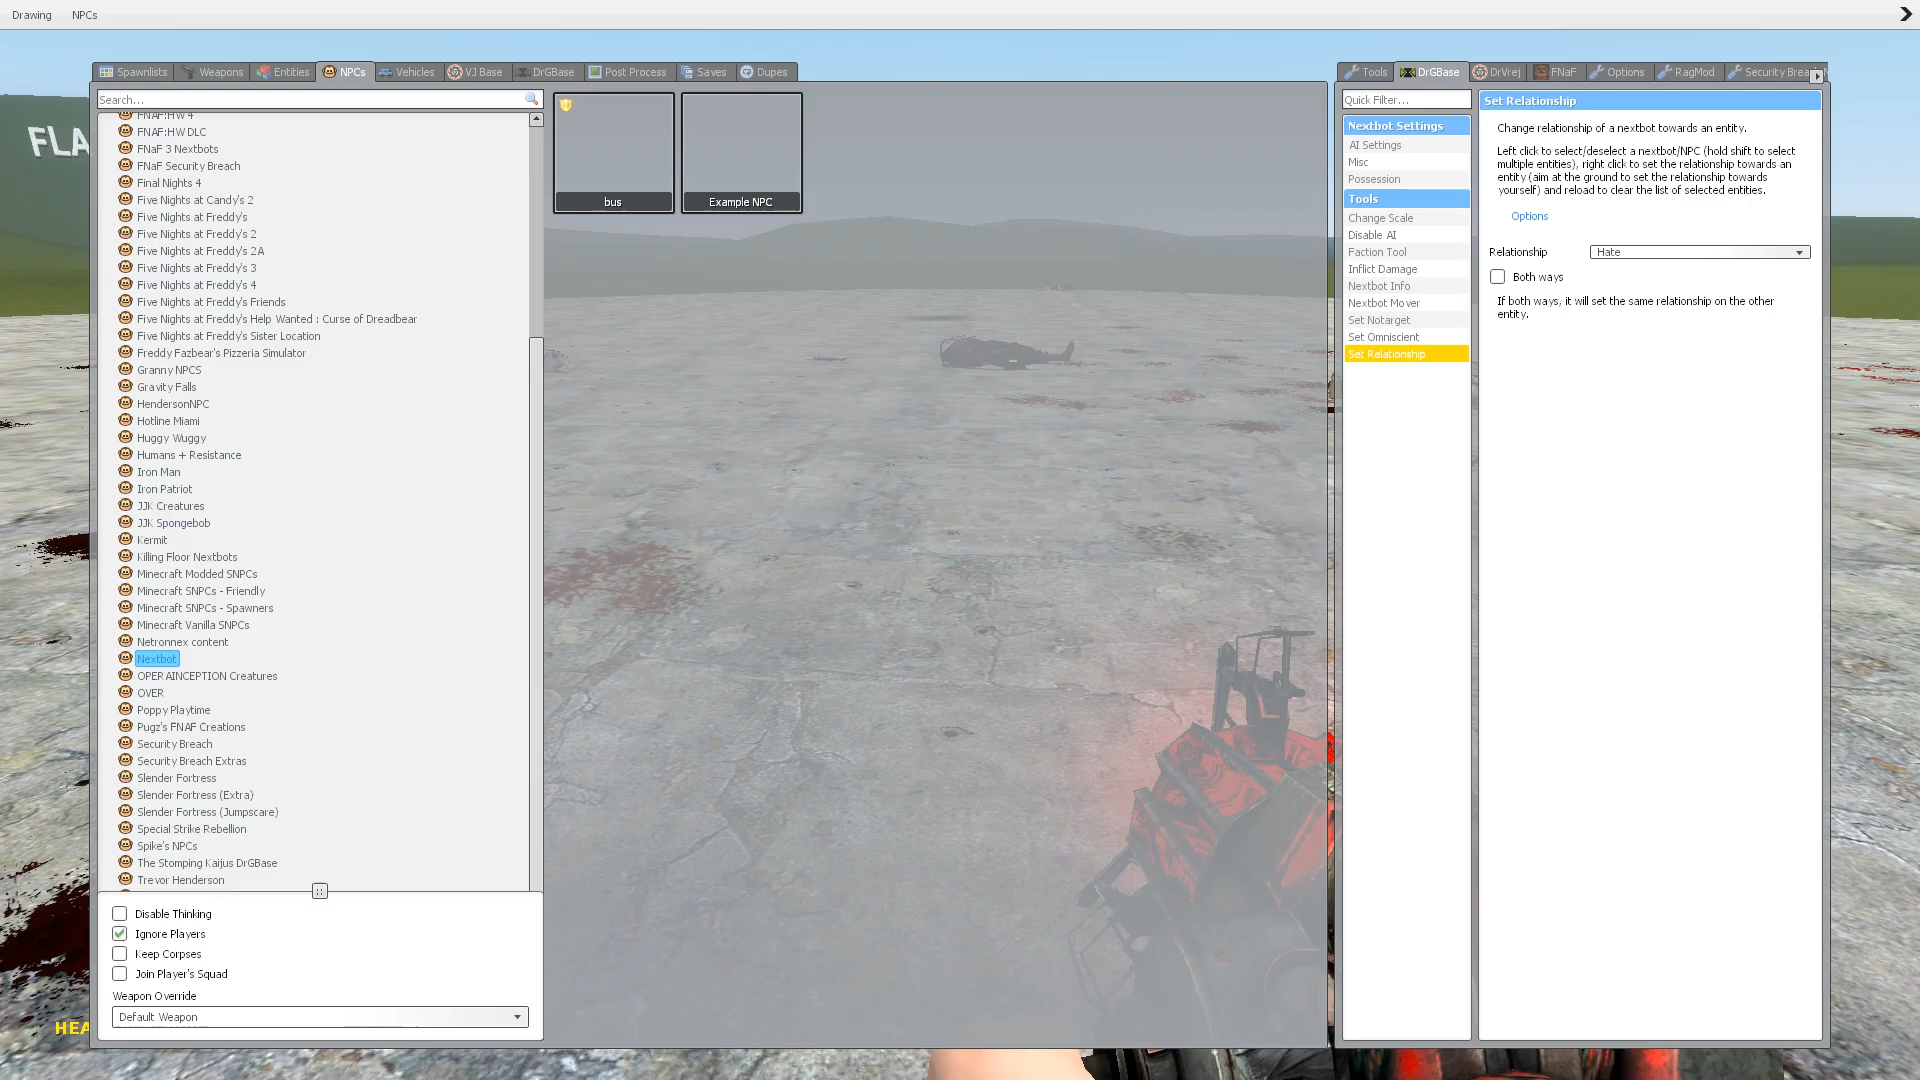 Drawing NPCs
Spawnlists Weapons Entities NPCs Vehicles VJ Base DrGBase Post Process Saves Dupes
Search...
FNAF:HW 4
FNAF:HW DLC
FNaF 3 Nextbots
FNaF Security Breach
Final Nights 4
Five Nights at Candy's 2
Five Nights at Freddy's
Five Nights at Freddy's 2
Five Nights at Freddy's 2A
Five Nights at Freddy's 3
Five Nights at Freddy's 4
Five Nights at Freddy's Friends
Five Nights at Freddy's Help Wanted : Curse of Dreadbear
Five Nights at Freddy's Sister Location
Freddy Fazbear's Pizzeria Simulator
Granny NPCS
Gravity Falls
HendersonNPC
Hotline Miami
Huggy Wuggy
Humans + Resistance
Iron Man
Iron Patriot
JJK Creatures
JJK Spongebob
Kermit
Killing Floor Nextbots
Minecraft Modded SNPCs
Minecraft SNPCs - Friendly
Minecraft SNPCs - Spawners
Minecraft Vanilla SNPCs
Netronnex content
Nextbot
OPERAINCEPTION Creatures
OVER
Poppy Playtime
Pugz's FNAF Creations
Security Breach
Security Breach Extras
Slender Fortress
Slender Fortress (Extra)
Slender Fortress (Jumpscare)
Special Strike Rebellion
Spike's NPCs
The Stomping Kaijus DrGBase
Trevor Henderson
Disable Thinking
Ignore Players
Keep Corpses
Join Player's Squad
Weapon Override
Default Weapon
bus
Example NPC
FLA
HEA
Tools DrGBase DrVrej FNaF Options RagMod Security Brea
Quick Filter...
Nextbot Settings
AI Settings
Misc
Possession
Tools
Change Scale
Disable AI
Faction Tool
Inflict Damage
Nextbot Info
Nextbot Mover
Set Notarget
Set Omniscient
Set Relationship
Set Relationship
Change relationship of a nextbot towards an entity.
Left click to select/deselect a nextbot/NPC (hold shift to select
multiple entities), right click to set the relationship towards an
entity (aim at the ground to set the relationship towards
yourself) and reload to clear the list of selected entities.
Options
Relationship Hate
Both ways
If both ways, it will set the same relationship on the other
entity.